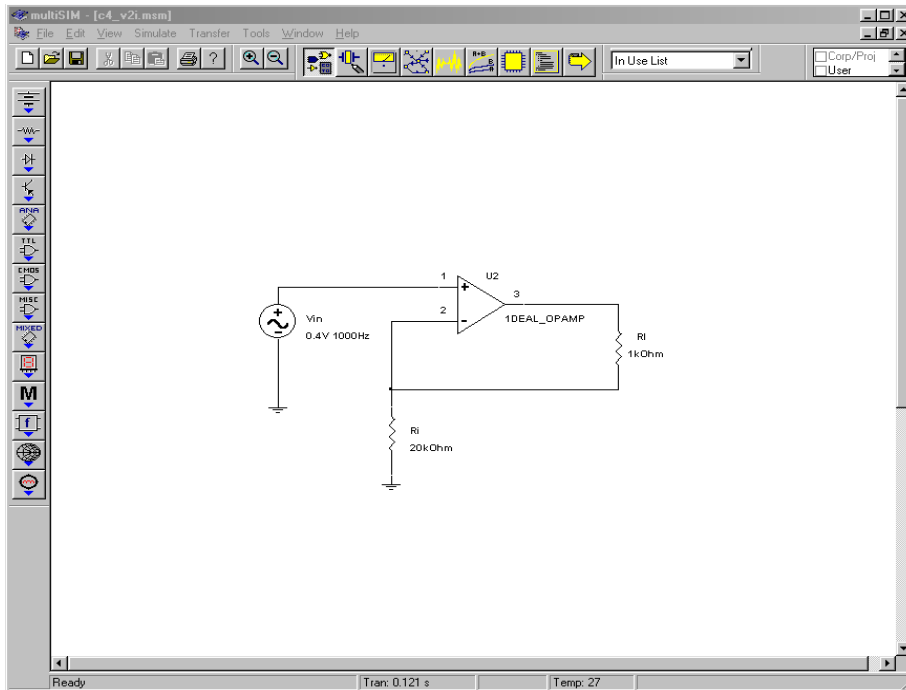 multiSIM - [c4_v2i.msm]
File Edit View Simulate Transfer Tools Window Help
In Use List
Corp/Proj
User
ANA
TTL
CMOS
MISC
MIXED
M
f
1
U2
3
2
1DEAL_OPAMP
Vin
0.4V 1000Hz
Rl
1kOhm
Ri
20kOhm
Ready
Tran: 0.121 s
Temp: 27